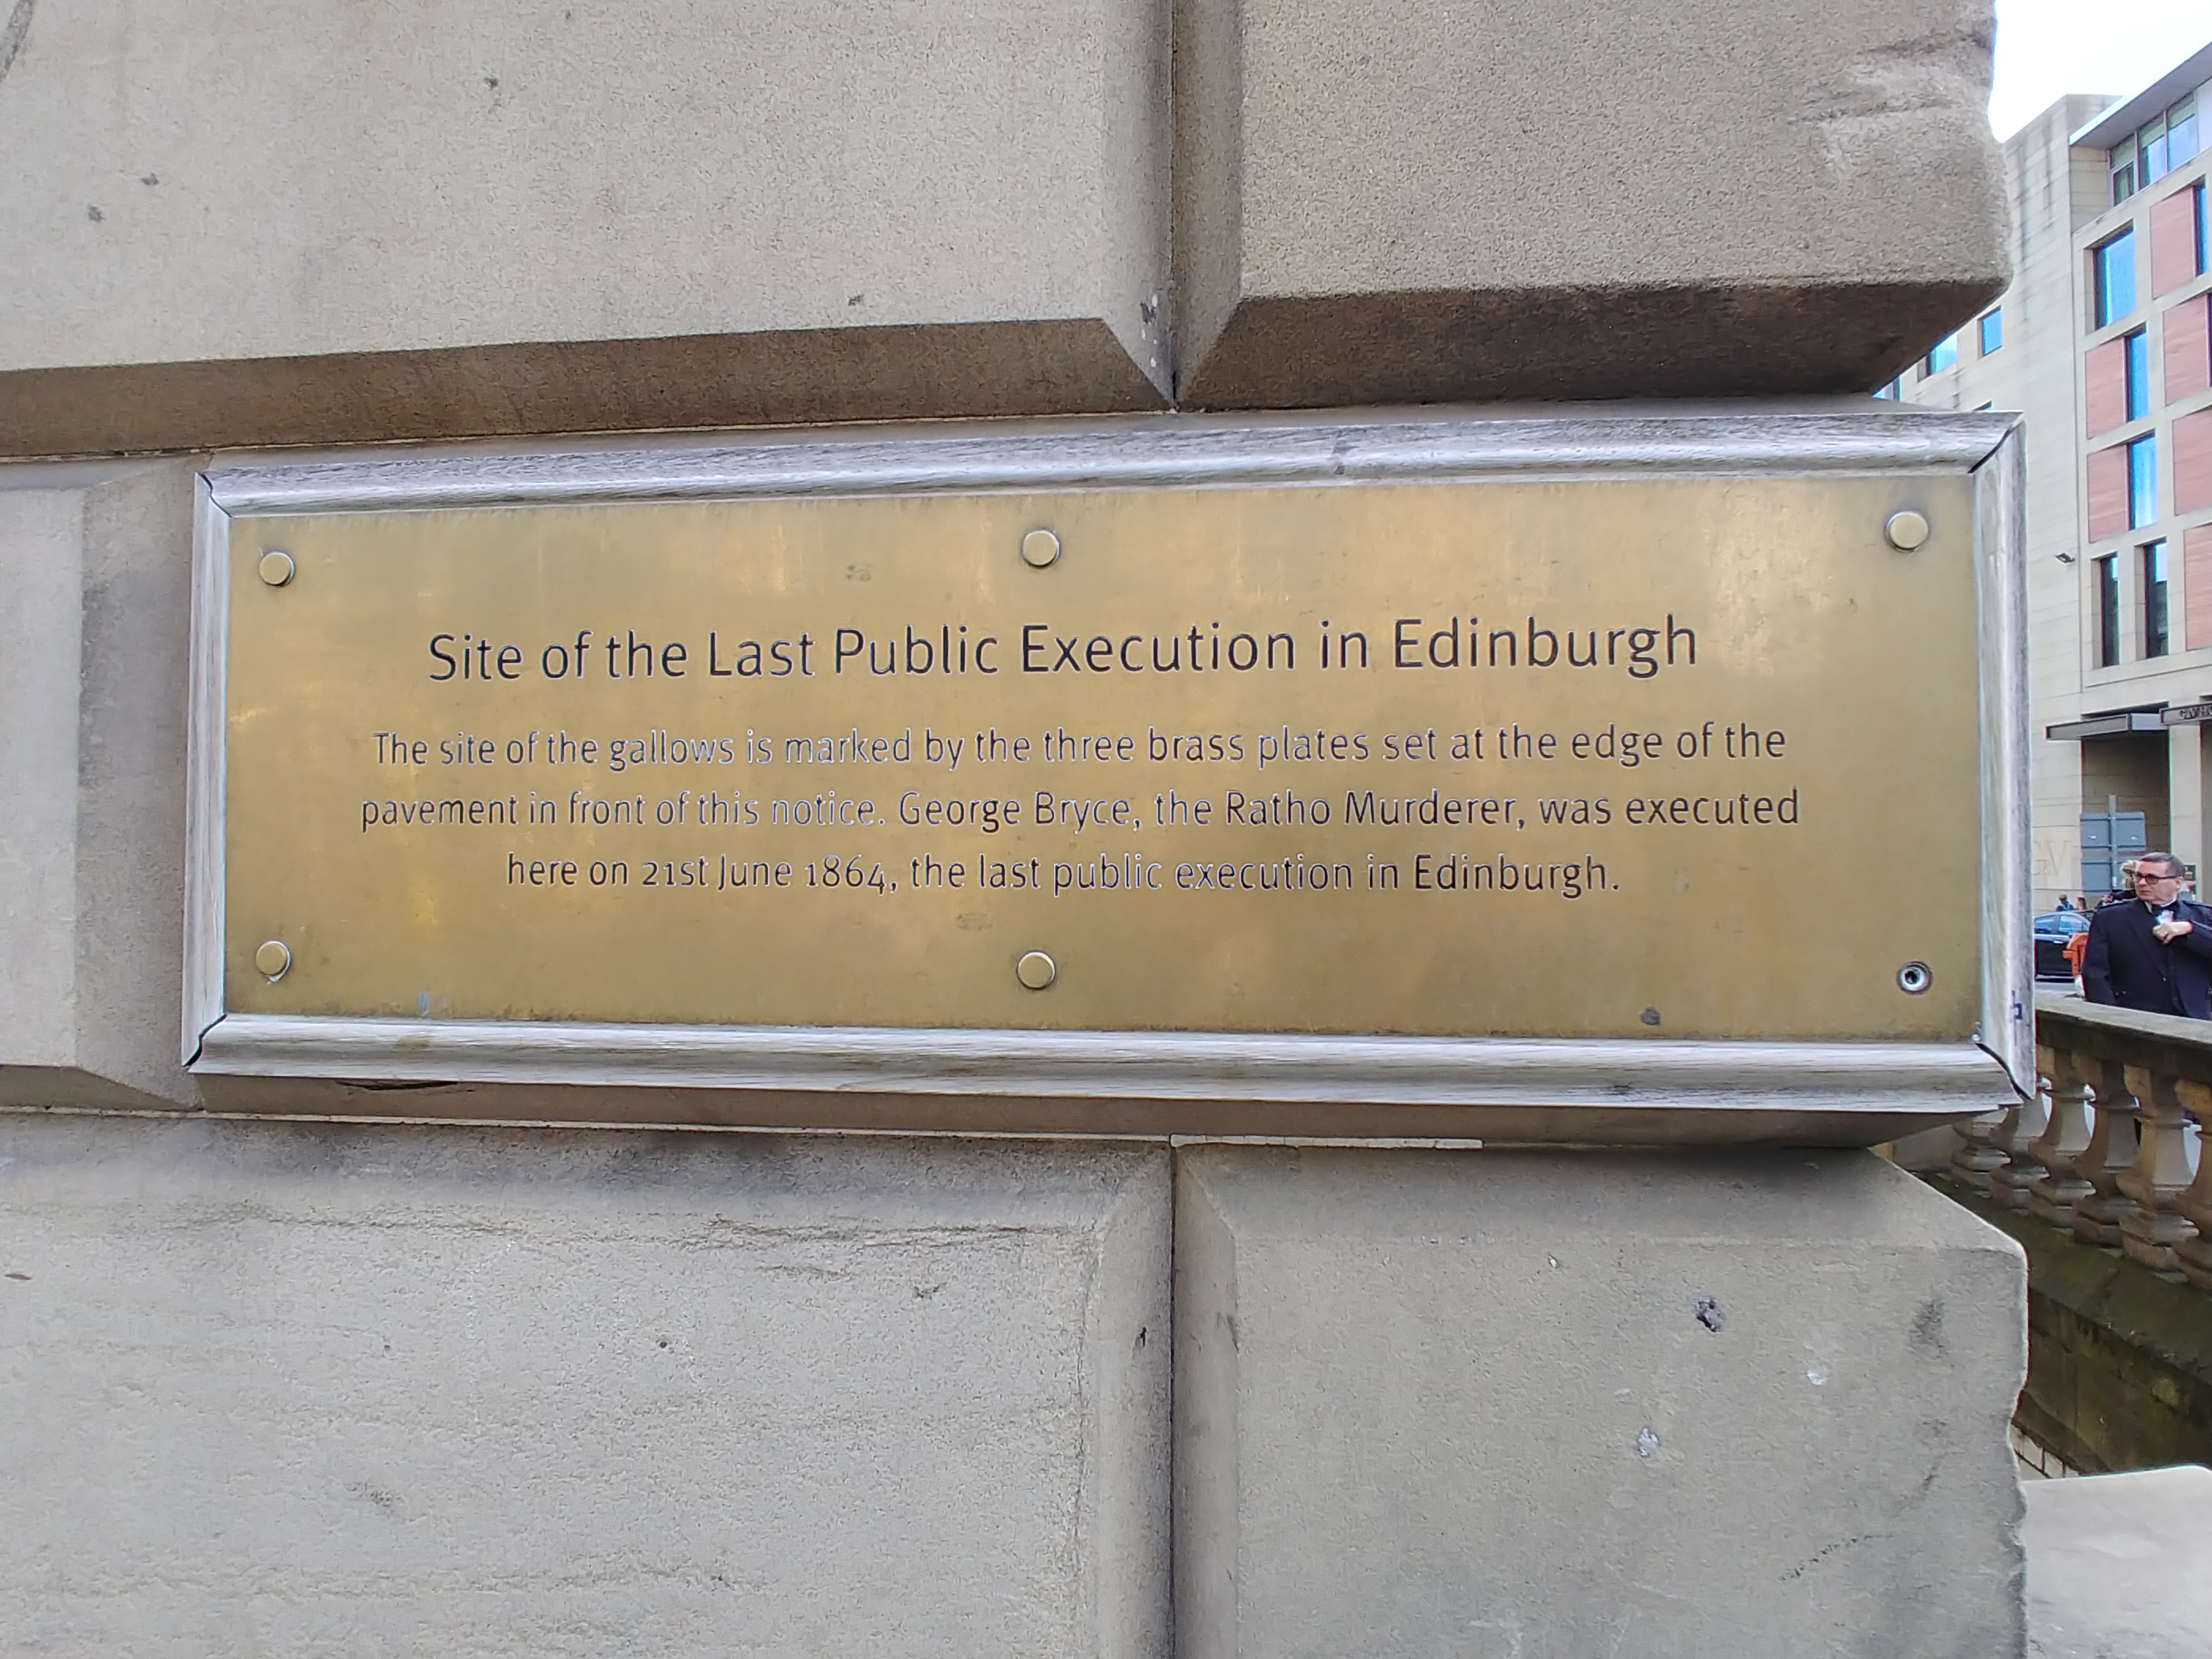 Site of the Last Public Execution in Edinburgh
The site of the gallows is marked by the three brass plates set at the edge of the
pavement in front of this notice. George Bryce, the Ratho Murderer, was executed
here on 21st June 1864, the last public execution in Edinburgh.